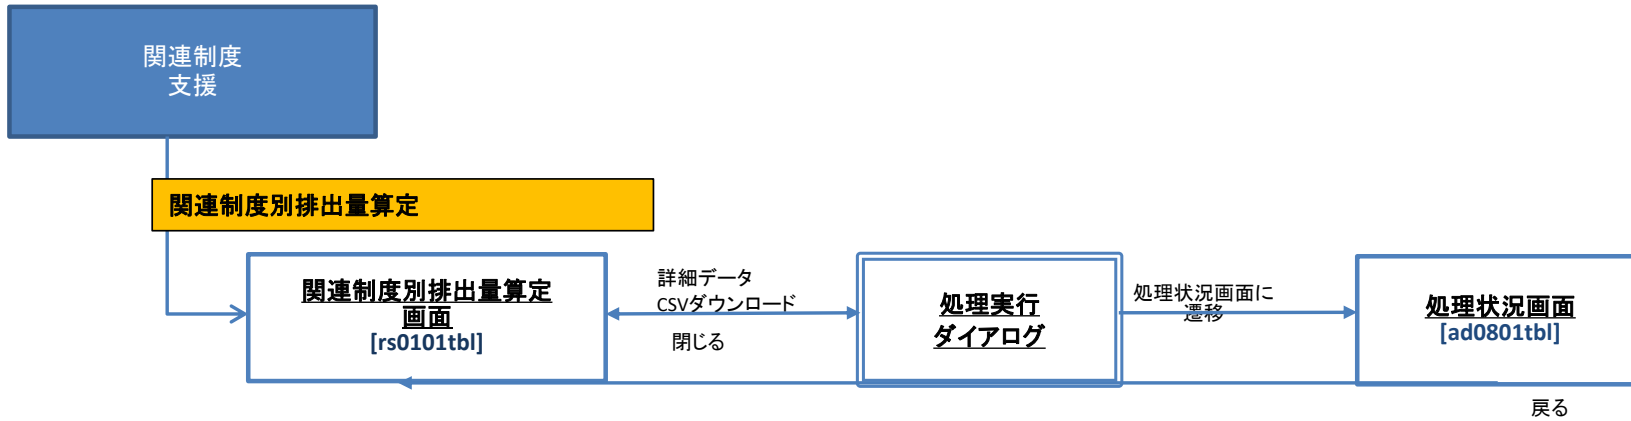 関連制度
支援
関連制度別排出量算定
関連制度別排出量算定
画面
[rs0101tbl]
詳細データ
CSVダウンロード
閉じる
処理実行
ダイアログ
処理状況画面に
遷移
処理状況画面
[ad0801tbl]
戻る